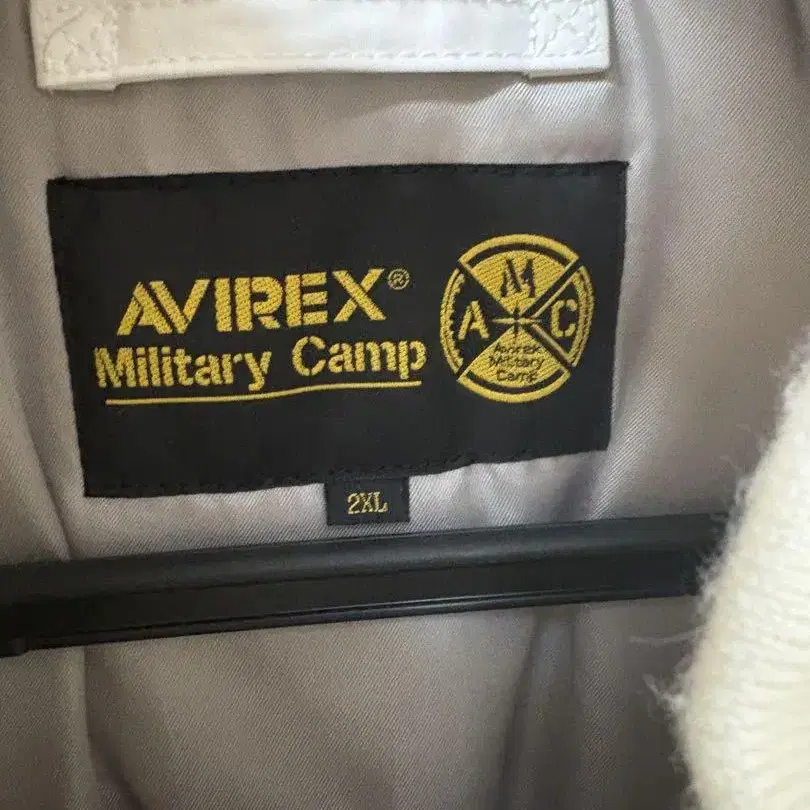 AVIREX®
Military Camp
M
A C
Avirex
Military
Camp
2XL